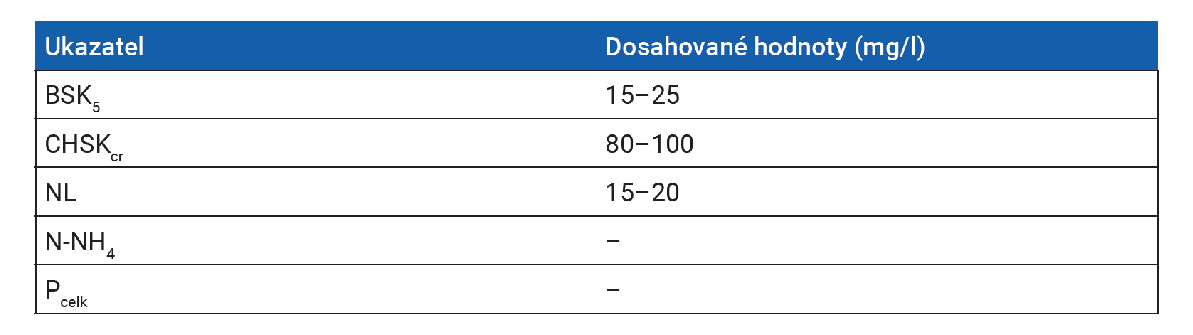 Ukazatel Dosahované hodnoty (mg/l)
BSK₅ 15–25
CHSKcr 80–100
NL 15–20
N-NH₄ –
Pcelk –